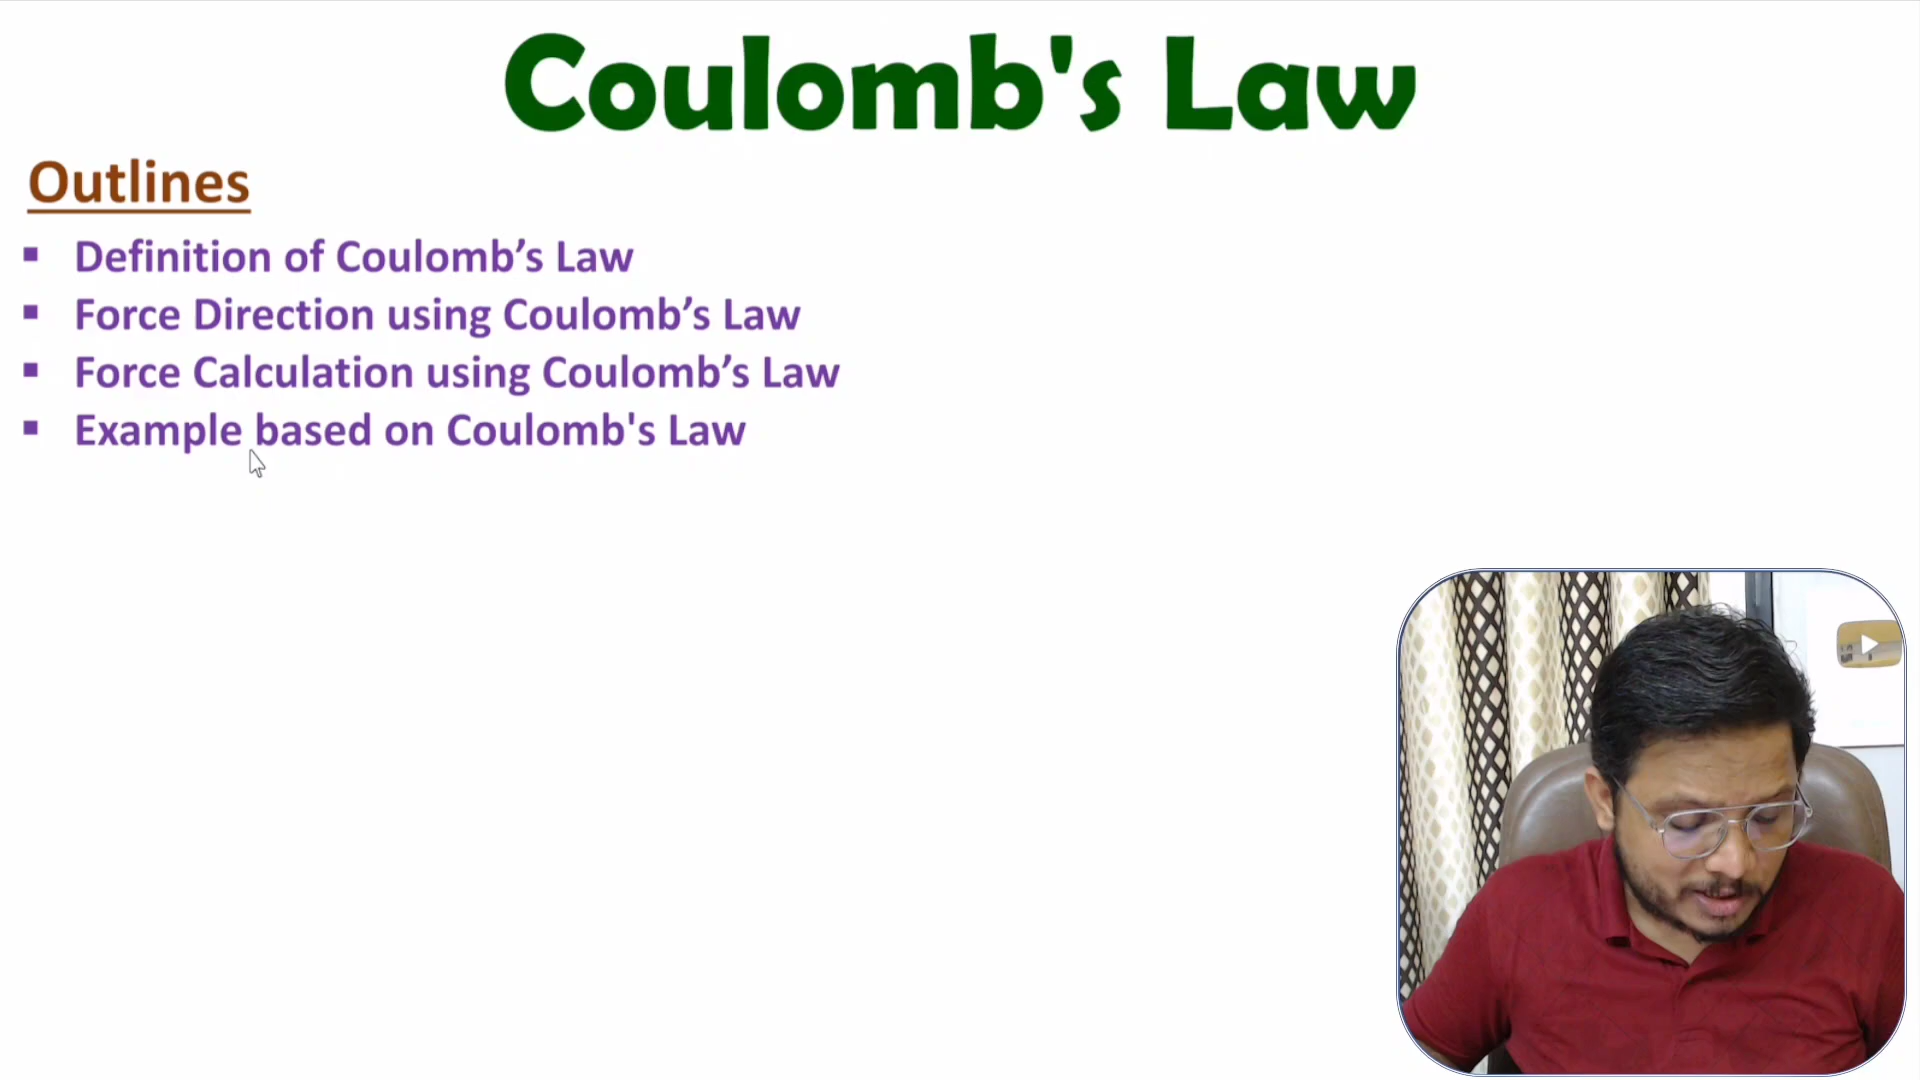 Coulomb's Law
Outlines
▪ Definition of Coulomb’s Law
▪ Force Direction using Coulomb’s Law
▪ Force Calculation using Coulomb’s Law
▪ Example based on Coulomb's Law